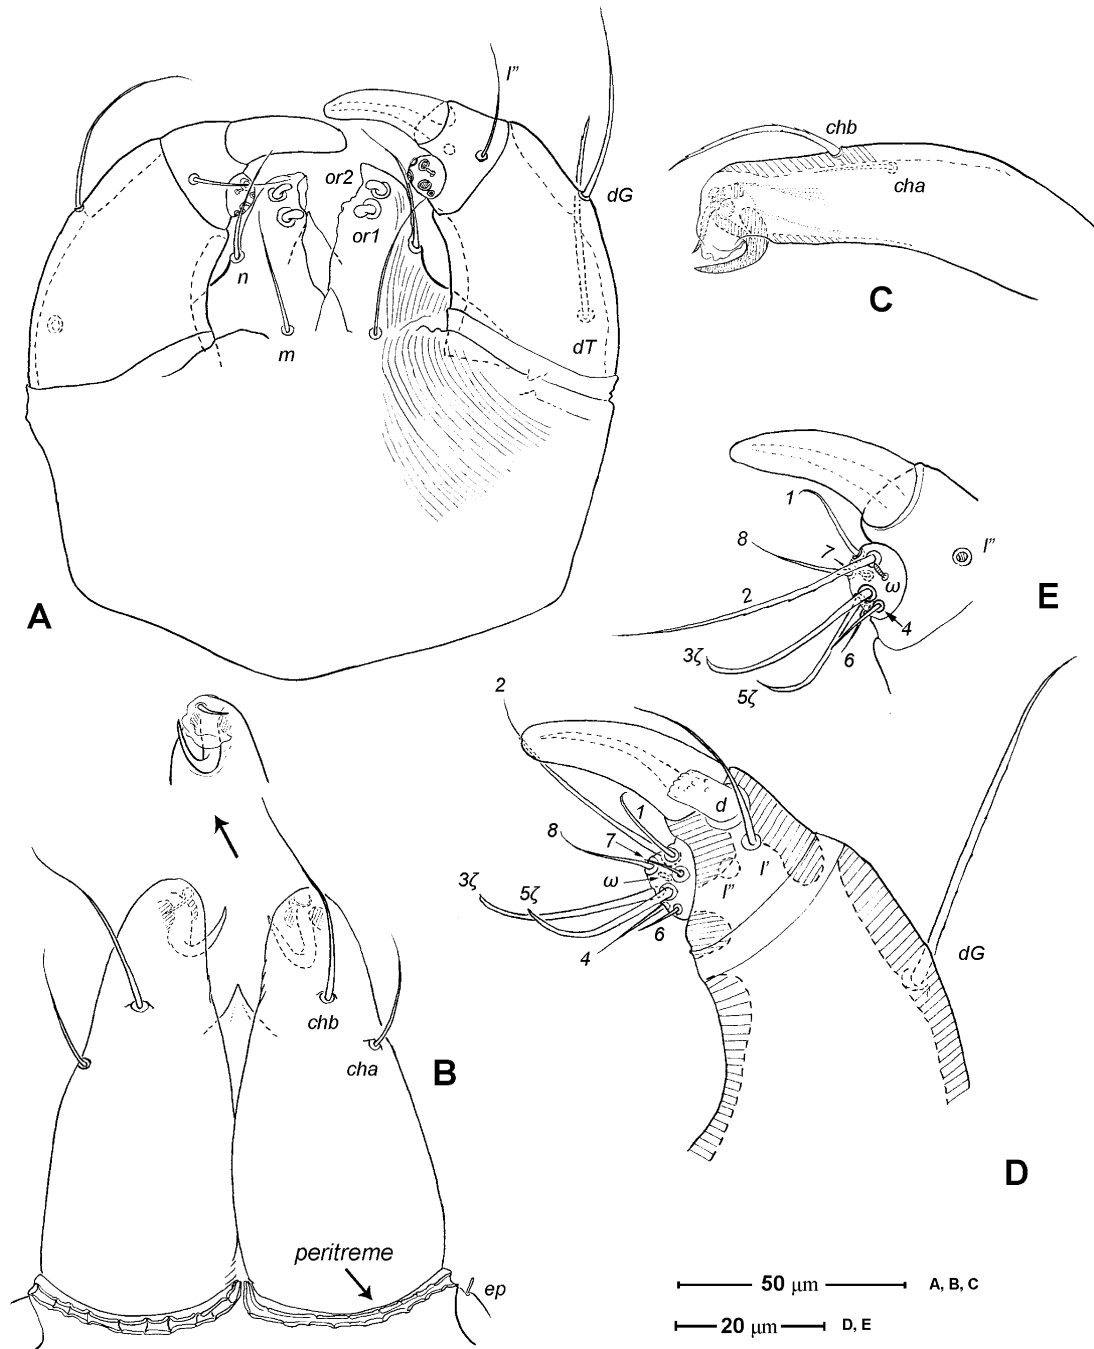 l”
or2
or1
dG
n
m
dT
A
chb
cha
C
1
8
7
2
ω
l”
4
6
3ζ
5ζ
E
2
1
d
8
7
ω
l”
l’
3ζ
5ζ
6
4
dG
D
chb
cha
B
peritreme
ep
50 μm A, B, C
20 μm D, E